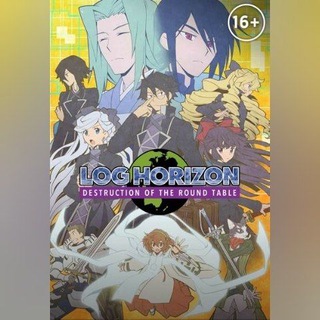 16+
LOG HORIZON
DESTRUCTION OF THE ROUND TABLE